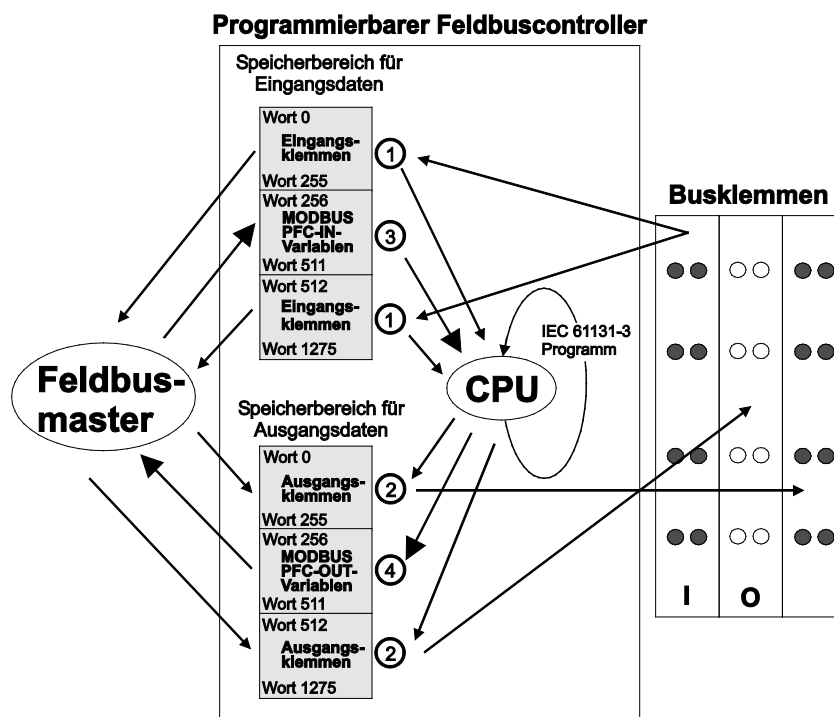 Programmierbarer Feldbuscontroller
Speicherbereich für
Eingangsdaten
Wort 0
Eingangs-
klemmen
1
Wort 255
Wort 256
MODBUS
PFC-IN-
Variablen
3
Wort 511
Wort 512
Eingangs-
klemmen
1
Wort 1275
Feldbus-
master
IEC 61131-3
Programm
CPU
Speicherbereich für
Ausgangsdaten
Wort 0
Ausgangs-
klemmen
2
Wort 255
Wort 256
MODBUS
PFC-OUT-
Variablen
4
Wort 511
Wort 512
Ausgangs-
klemmen
2
Wort 1275
Busklemmen
I
O